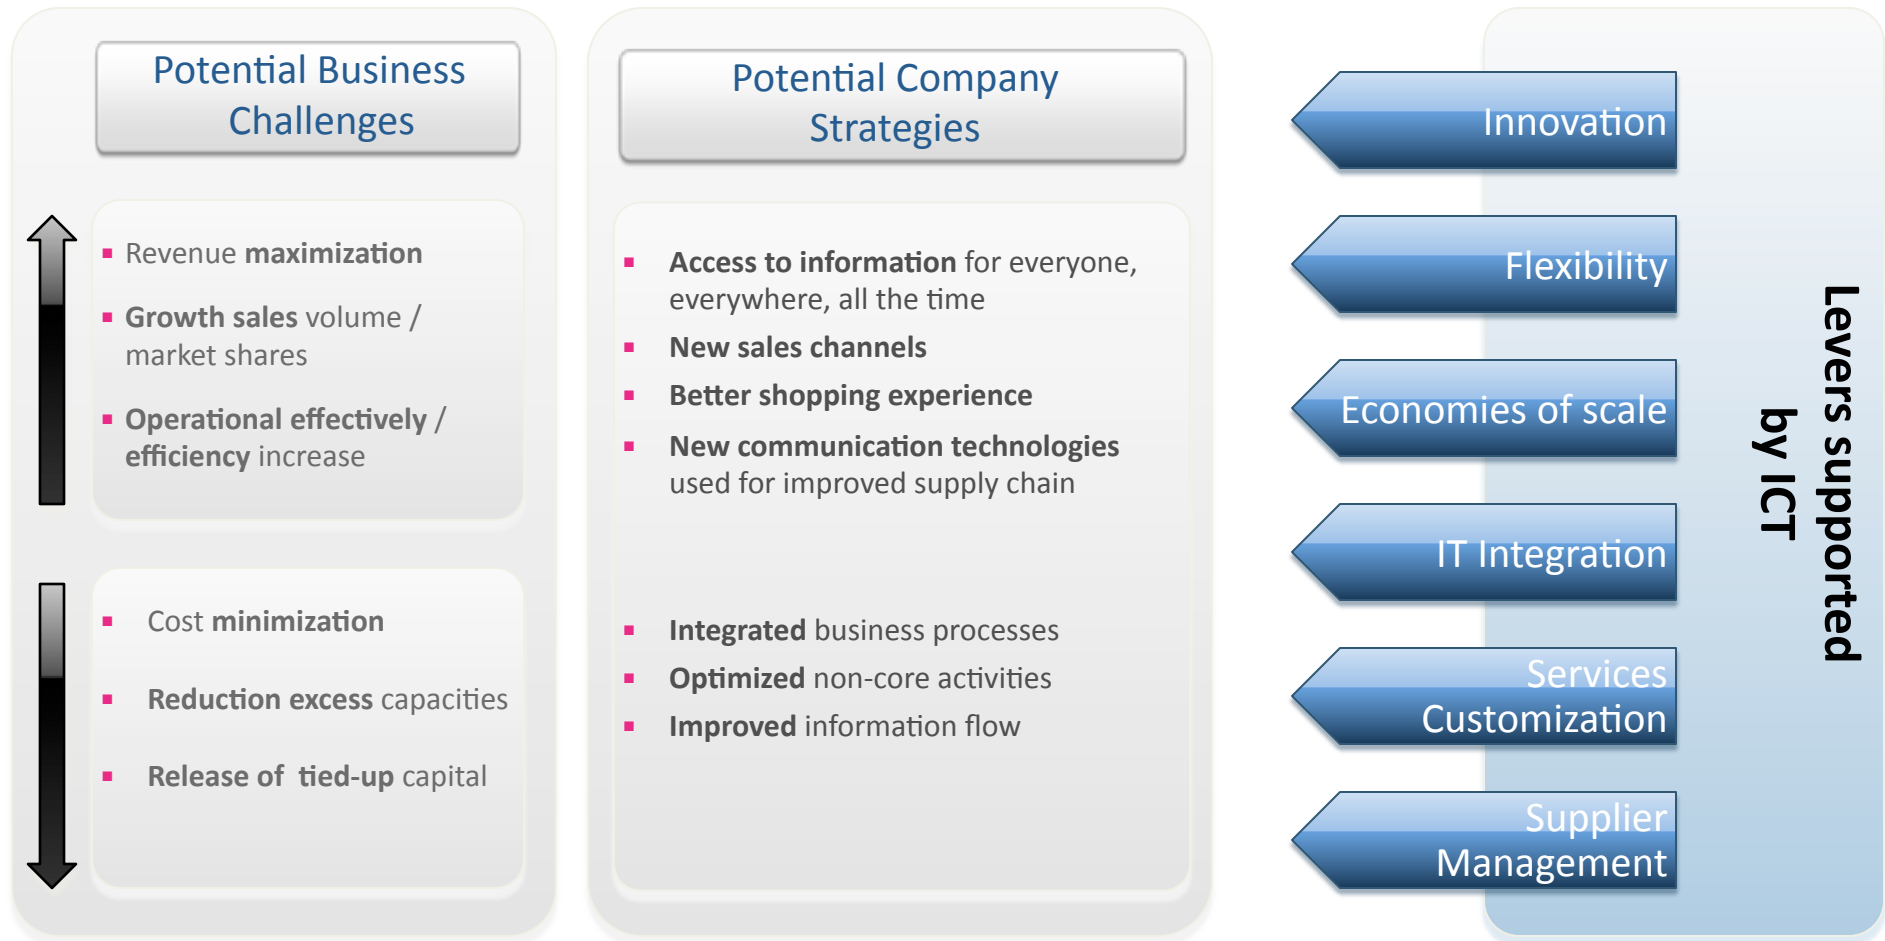 Potential Business
Challenges
▪ Revenue maximization
▪ Growth sales volume /
market shares
▪ Operational effectively /
efficiency increase
▪ Cost minimization
▪ Reduction excess capacities
▪ Release of  tied-up capital
Potential Company
Strategies
▪ Access to information for everyone,
everywhere, all the time
▪ New sales channels
▪ Better shopping experience
▪ New communication technologies
used for improved supply chain
▪ Integrated business processes
▪ Optimized non-core activities
▪ Improved information flow
Innovation
Flexibility
Economies of scale
IT Integration
Services
Customization
Supplier
Management
Levers supported
by ICT